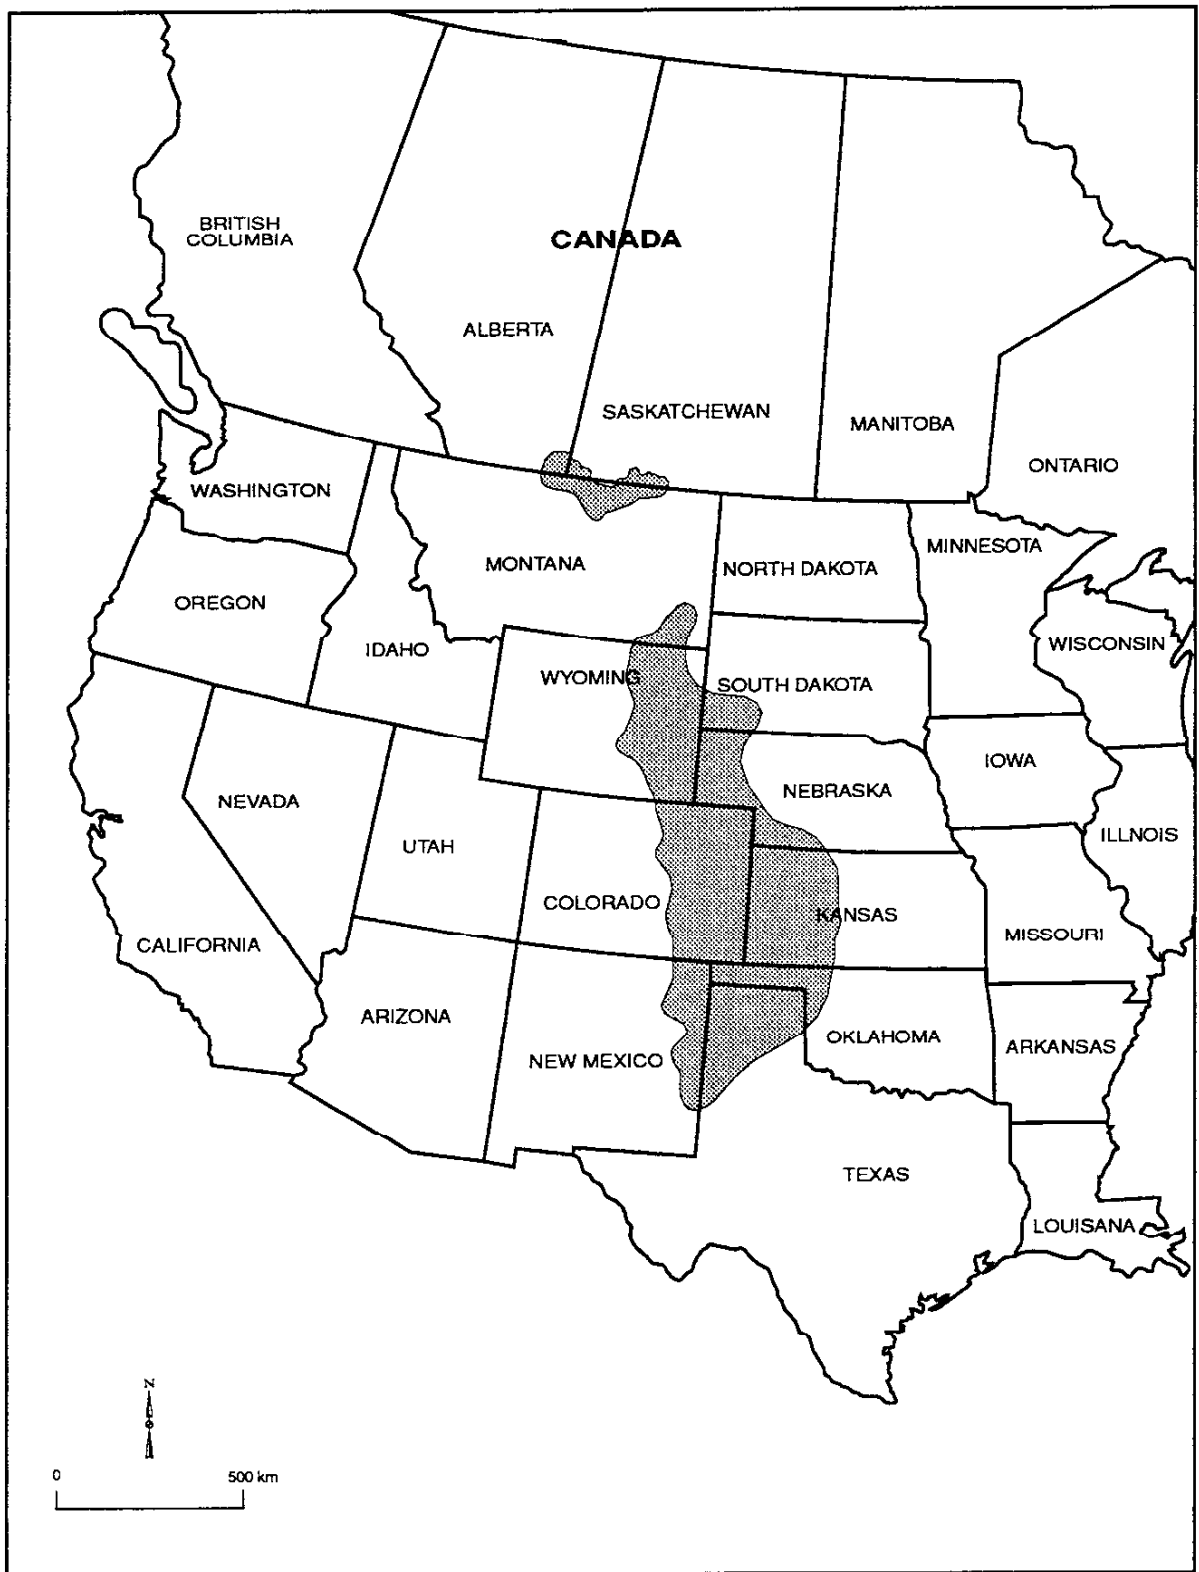 BRITISH
COLUMBIA
CANADA
ALBERTA
SASKATCHEWAN
MANITOBA
ONTARIO
WASHINGTON
MONTANA
NORTH DAKOTA
MINNESOTA
OREGON
IDAHO
WISCONSIN
WYOMING
SOUTH DAKOTA
IOWA
NEBRASKA
NEVADA
UTAH
ILLNOIS
COLORADO
KANSAS
MISSOURI
CALIFORNIA
ARIZONA
NEW MEXICO
OKLAHOMA
ARKANSAS
TEXAS
LOUISANA
N
0 500 km